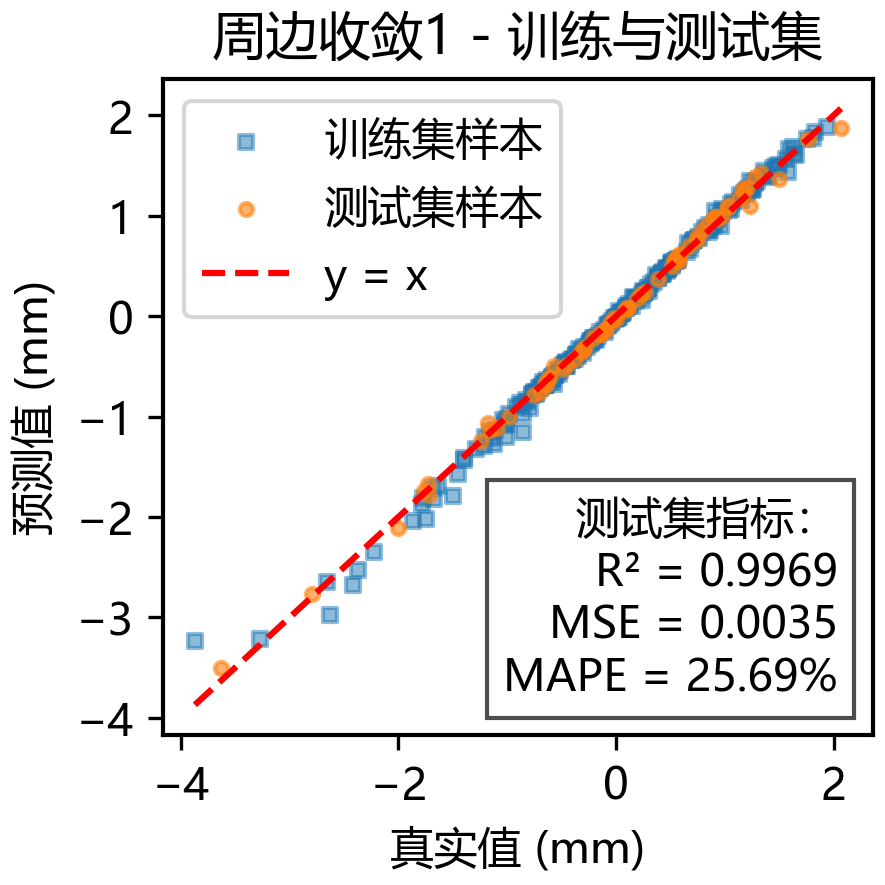 周边收敛1 - 训练与测试集
训练集样本
测试集样本
y = x
2
1
0
−1
−2
−3
−4
预测值 (mm)
测试集指标：
R² = 0.9969
MSE = 0.0035
MAPE = 25.69%
−4
−2
0
2
真实值 (mm)